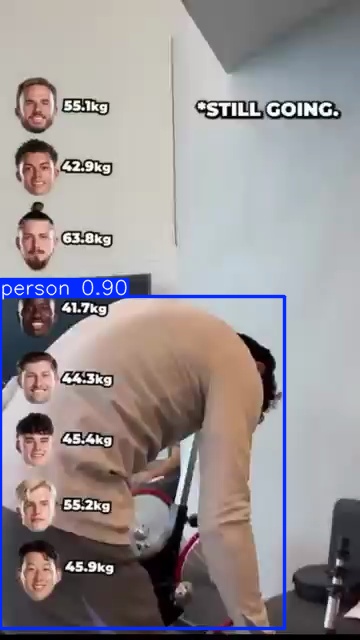 55.1kg
*STILL GOING.
42.9kg
63.8kg
person 0.90
41.7kg
44.3kg
45.4kg
55.2kg
45.9kg